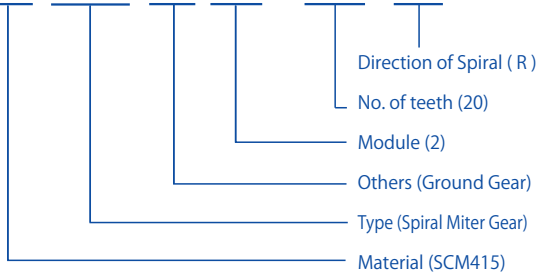 Direction of Spiral ( R )
No. of teeth (20)
Module (2)
Others (Ground Gear)
Type (Spiral Miter Gear)
Material (SCM415)